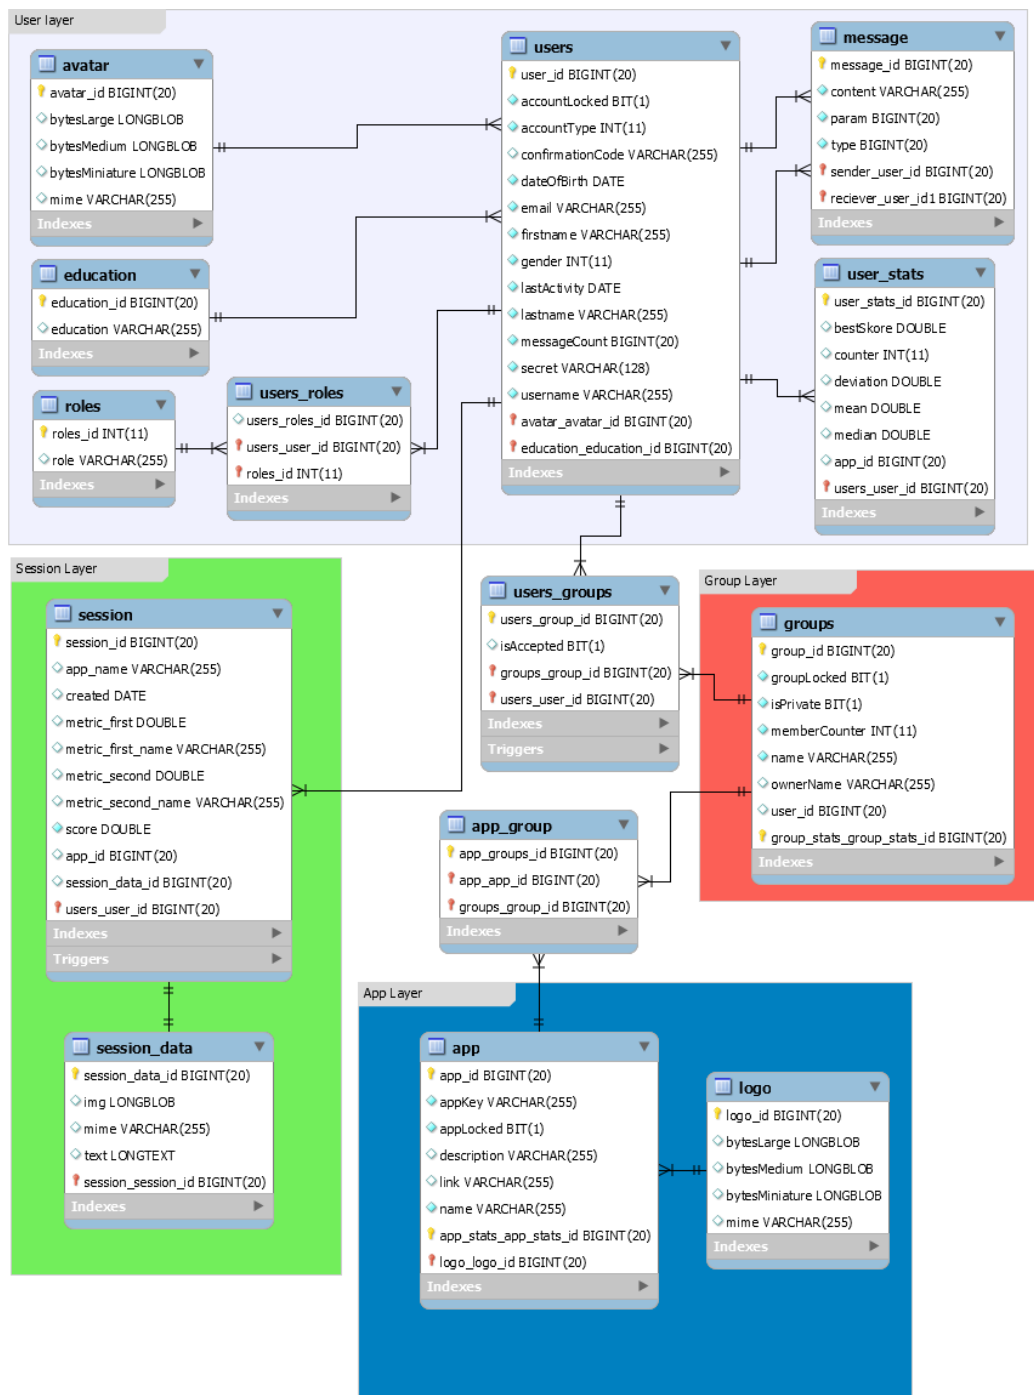 User layer
avatar
avatar_id BIGINT(20)
bytesLarge LONGBLOB
bytesMedium LONGBLOB
bytesMiniature LONGBLOB
mime VARCHAR(255)
Indexes
education
education_id BIGINT(20)
education VARCHAR(255)
Indexes
roles
roles_id INT(11)
role VARCHAR(255)
Indexes
users_roles
users_roles_id BIGINT(20)
users_user_id BIGINT(20)
roles_id INT(11)
Indexes
users
user_id BIGINT(20)
accountLocked BIT(1)
accountType INT(11)
confirmationCode VARCHAR(255)
dateOfBirth DATE
email VARCHAR(255)
firstname VARCHAR(255)
gender INT(11)
lastActivity DATE
lastname VARCHAR(255)
messageCount BIGINT(20)
secret VARCHAR(128)
username VARCHAR(255)
avatar_avatar_id BIGINT(20)
education_education_id BIGINT(20)
Indexes
message
message_id BIGINT(20)
content VARCHAR(255)
param BIGINT(20)
type BIGINT(20)
sender_user_id BIGINT(20)
reciever_user_id1 BIGINT(20)
Indexes
user_stats
user_stats_id BIGINT(20)
bestSkore DOUBLE
counter INT(11)
deviation DOUBLE
mean DOUBLE
median DOUBLE
app_id BIGINT(20)
users_user_id BIGINT(20)
Indexes
Session Layer
session
session_id BIGINT(20)
app_name VARCHAR(255)
created DATE
metric_first DOUBLE
metric_first_name VARCHAR(255)
metric_second DOUBLE
metric_second_name VARCHAR(255)
score DOUBLE
app_id BIGINT(20)
session_data_id BIGINT(20)
users_user_id BIGINT(20)
Indexes
Triggers
session_data
session_data_id BIGINT(20)
img LONGBLOB
mime VARCHAR(255)
text LONGTEXT
session_session_id BIGINT(20)
Indexes
users_groups
users_group_id BIGINT(20)
isAccepted BIT(1)
groups_group_id BIGINT(20)
users_user_id BIGINT(20)
Indexes
Triggers
Group Layer
groups
group_id BIGINT(20)
groupLocked BIT(1)
isPrivate BIT(1)
memberCounter INT(11)
name VARCHAR(255)
ownerName VARCHAR(255)
user_id BIGINT(20)
group_stats_group_stats_id BIGINT(20)
Indexes
app_group
app_groups_id BIGINT(20)
app_app_id BIGINT(20)
groups_group_id BIGINT(20)
Indexes
App Layer
app
app_id BIGINT(20)
appKey VARCHAR(255)
appLocked BIT(1)
description VARCHAR(255)
link VARCHAR(255)
name VARCHAR(255)
app_stats_app_stats_id BIGINT(20)
logo_logo_id BIGINT(20)
Indexes
logo
logo_id BIGINT(20)
bytesLarge LONGBLOB
bytesMedium LONGBLOB
bytesMiniature LONGBLOB
mime VARCHAR(255)
Indexes